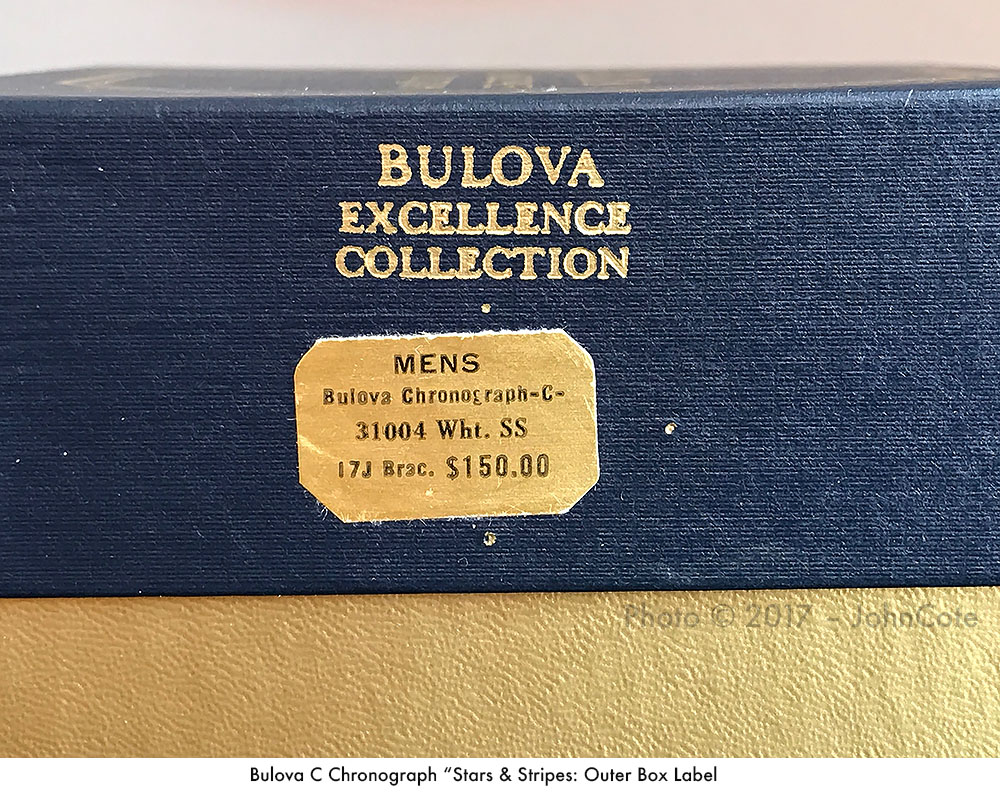 BULOVA
EXCELLENCE
COLLECTION
MENS
Bulova Chronograph-C-
31004 Wht. SS
17J Brac. $150.00
Photo © 2017 - JohnCote
Bulova C Chronograph “Stars & Stripes: Outer Box Label